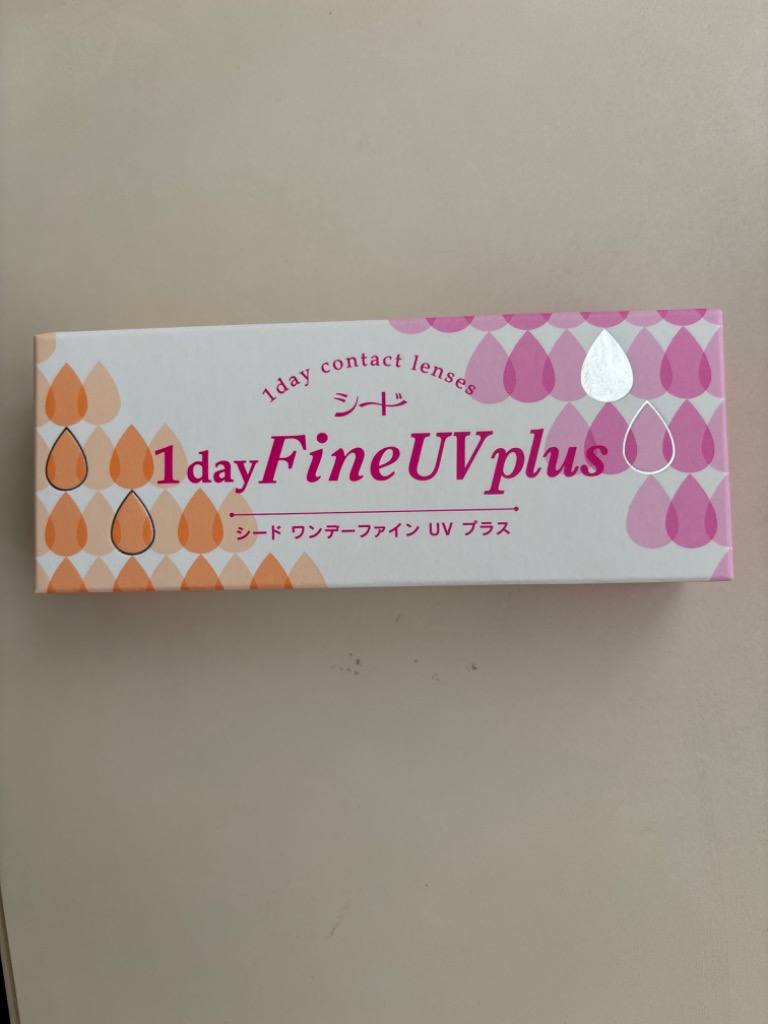 1day contact lenses
シード
1day Fine UV plus
シード ワンデーファイン UV プラス